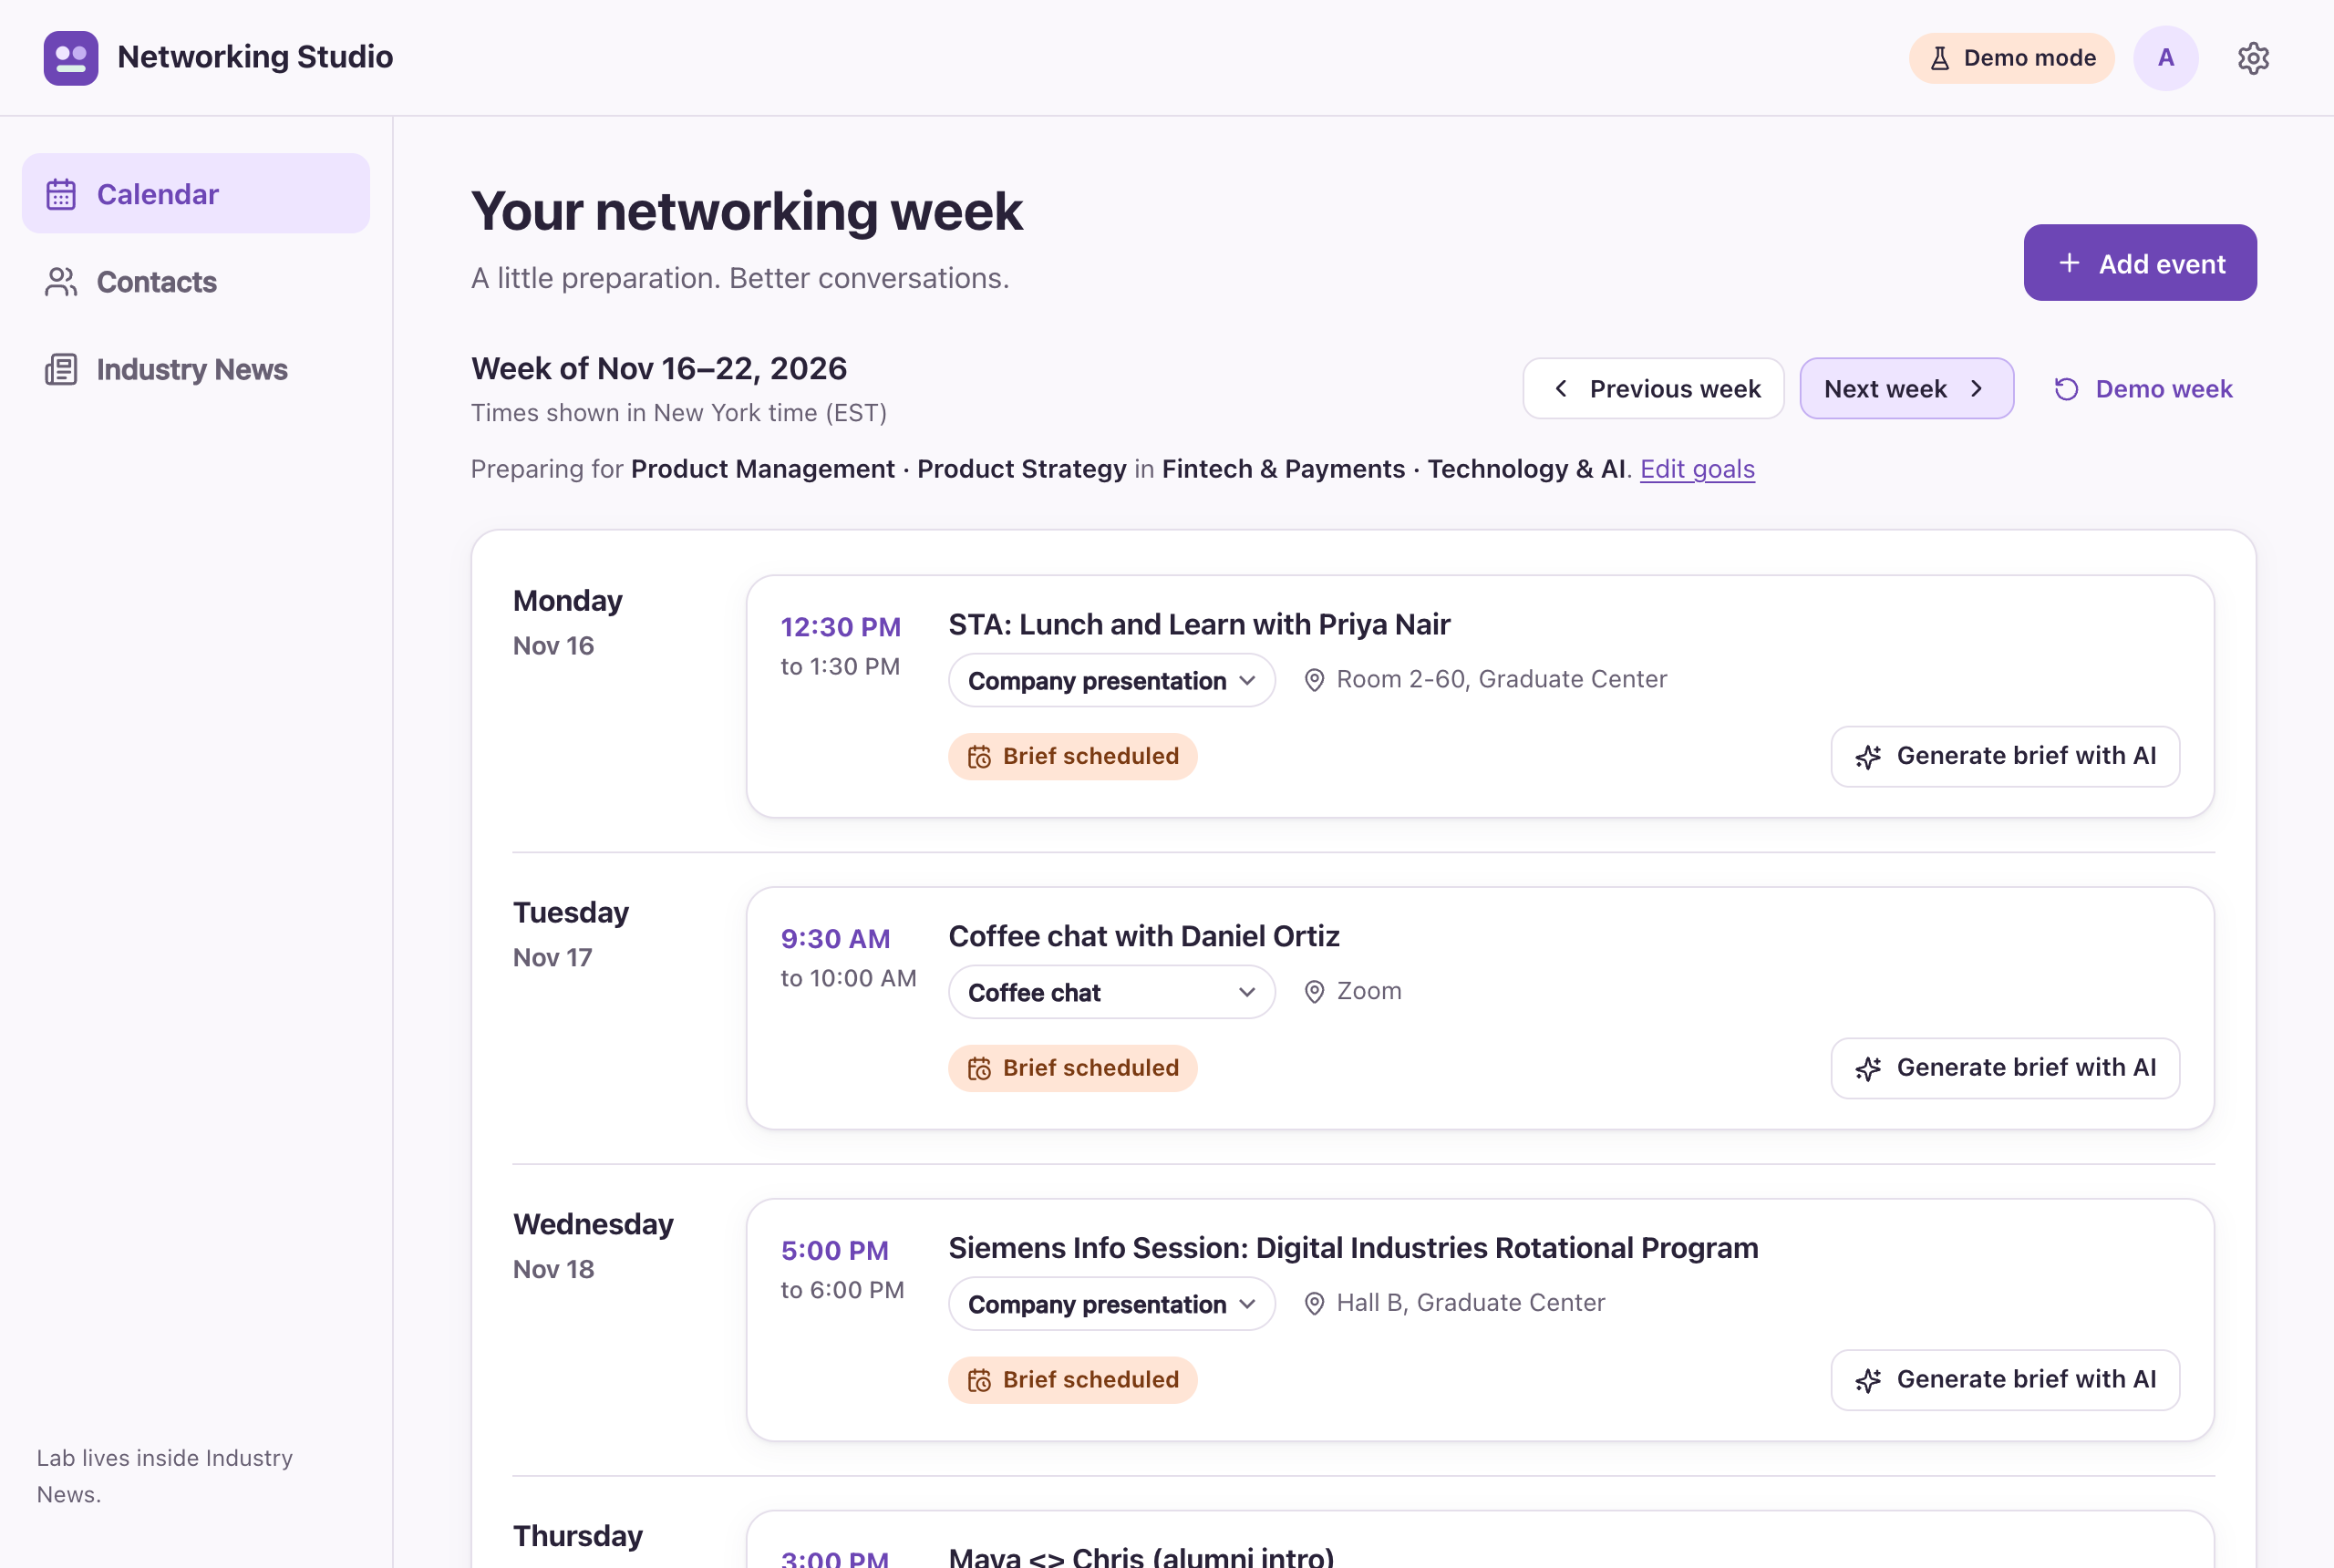 Networking Studio
Demo mode
A
Calendar
Contacts
Industry News
Lab lives inside Industry
News.
Your networking week
A little preparation. Better conversations.
+ Add event
Week of Nov 16–22, 2026
Times shown in New York time (EST)
Previous week
Next week
Demo week
Preparing for Product Management · Product Strategy in Fintech & Payments · Technology & AI. Edit goals
Monday
Nov 16
12:30 PM
to 1:30 PM
STA: Lunch and Learn with Priya Nair
Company presentation
Room 2-60, Graduate Center
Brief scheduled
Generate brief with AI
Tuesday
Nov 17
9:30 AM
to 10:00 AM
Coffee chat with Daniel Ortiz
Coffee chat
Zoom
Brief scheduled
Generate brief with AI
Wednesday
Nov 18
5:00 PM
to 6:00 PM
Siemens Info Session: Digital Industries Rotational Program
Company presentation
Hall B, Graduate Center
Brief scheduled
Generate brief with AI
Thursday
3:00 PM
Maya <> Chris (alumni intro)